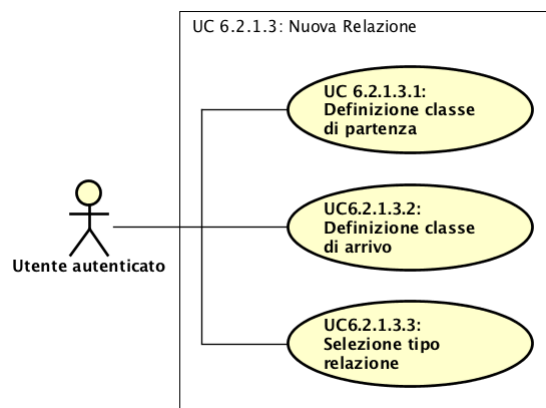 UC 6.2.1.3: Nuova Relazione
UC 6.2.1.3.1:
Definizione classe
di partenza
UC6.2.1.3.2:
Definizione classe
di arrivo
Utente autenticato
UC6.2.1.3.3:
Selezione tipo
relazione